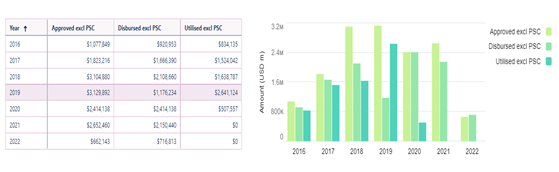 Year ↑ Approved excl PSC Disbursed excl PSC Utilised excl PSC
2016 $1,077,849 $920,953 $834,135
2017 $1,823,216 $1,666,390 $1,524,042
2018 $3,104,880 $2,108,660 $1,638,787
2019 $3,129,892 $1,176,234 $2,641,124
2020 $2,414,138 $2,414,138 $507,557
2021 $2,652,460 $2,150,440 $0
2022 $662,143 $716,813 $0
Amount (USD m)
3.2M
2.4M
1.6M
800k
0
2016 2017 2018 2019 2020 2021 2022
Approved excl PSC
Disbursed excl PSC
Utilised excl PSC